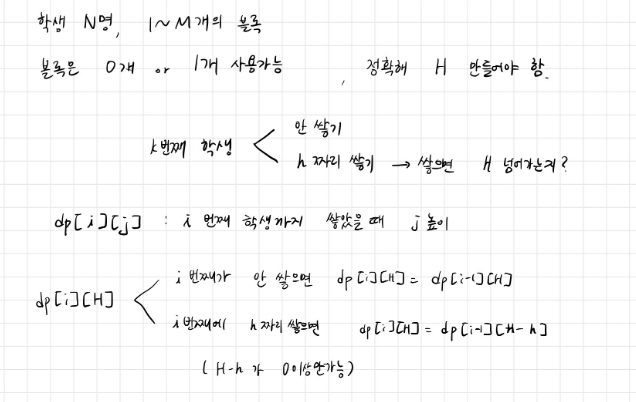 학생 N명, 1~M개의 블록
블록은 0개 or 1개 사용가능, 정확해 H 만들어야 함.
안 쌓기
k번째 학생
h 짜리 쌓기 → 쌓으면 H 넘어가는지?
dp[i][j] : i 번째 학생까지 쌓았을때 j 높이
i 번째가 안 쌓으면 dp[i][H] = dp[i-1][H]
dp[i][H]
i 번째에 h 짜리 쌓으면 dp[i][H] = dp[i-1][H-h]
(H-h 가 0이상만가능)